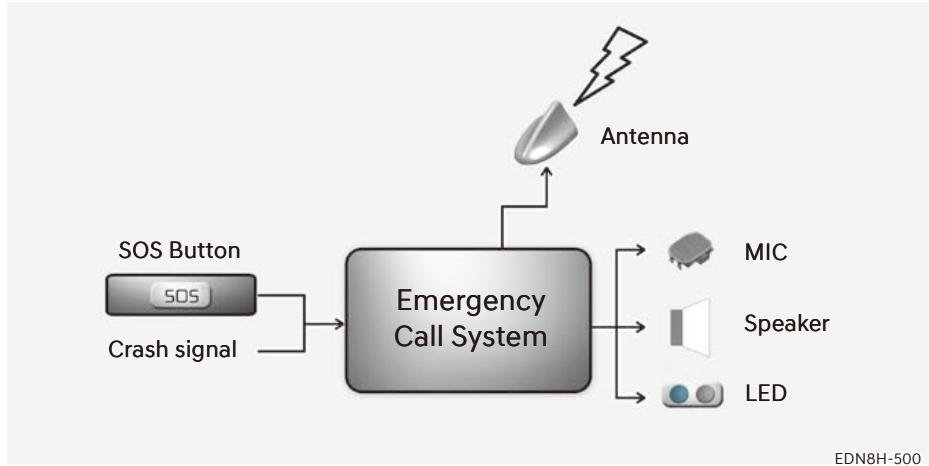 Antenna
SOS Button
SOS
Crash signal
Emergency
Call System
MIC
Speaker
LED
EDN8H-500